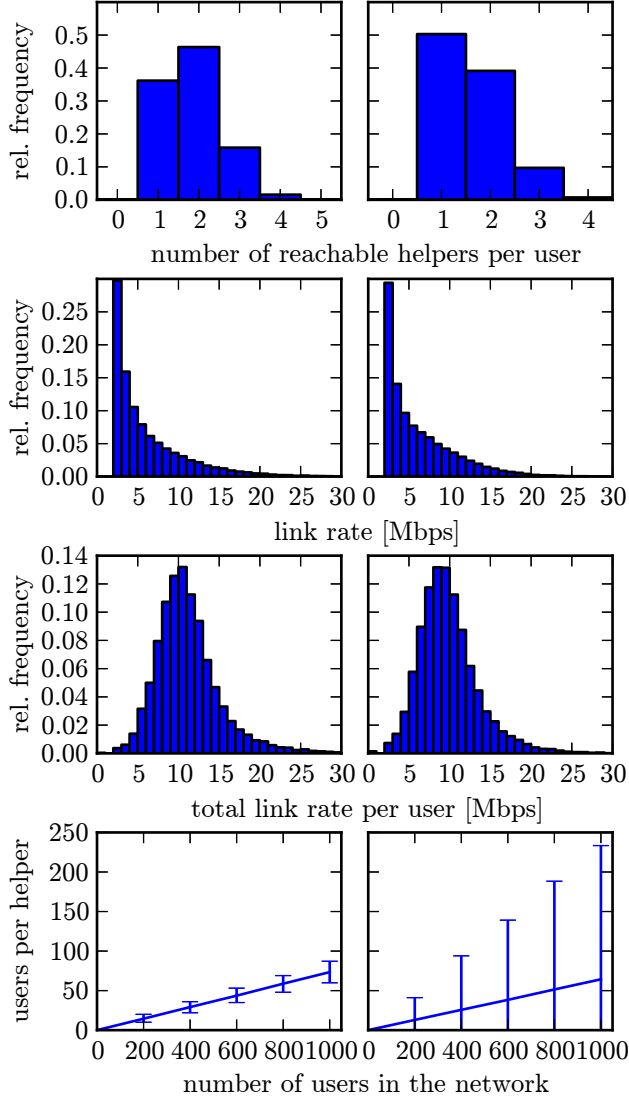 0.5
0.4
0.3
0.2
0.1
0.0
rel. frequency
0 1 2 3 4 5
0 1 2 3 4
number of reachable helpers per user
0.25
0.20
0.15
0.10
0.05
0.00
rel. frequency
0 5 10 15 20 25 30
0 5 10 15 20 25 30
link rate [Mbps]
0.14
0.12
0.10
0.08
0.06
0.04
0.02
0.00
rel. frequency
0 5 10 15 20 25 30
0 5 10 15 20 25 30
total link rate per user [Mbps]
250
200
150
100
50
0
users per helper
0 200 400 600 8001000
0 200 400 600 8001000
number of users in the network